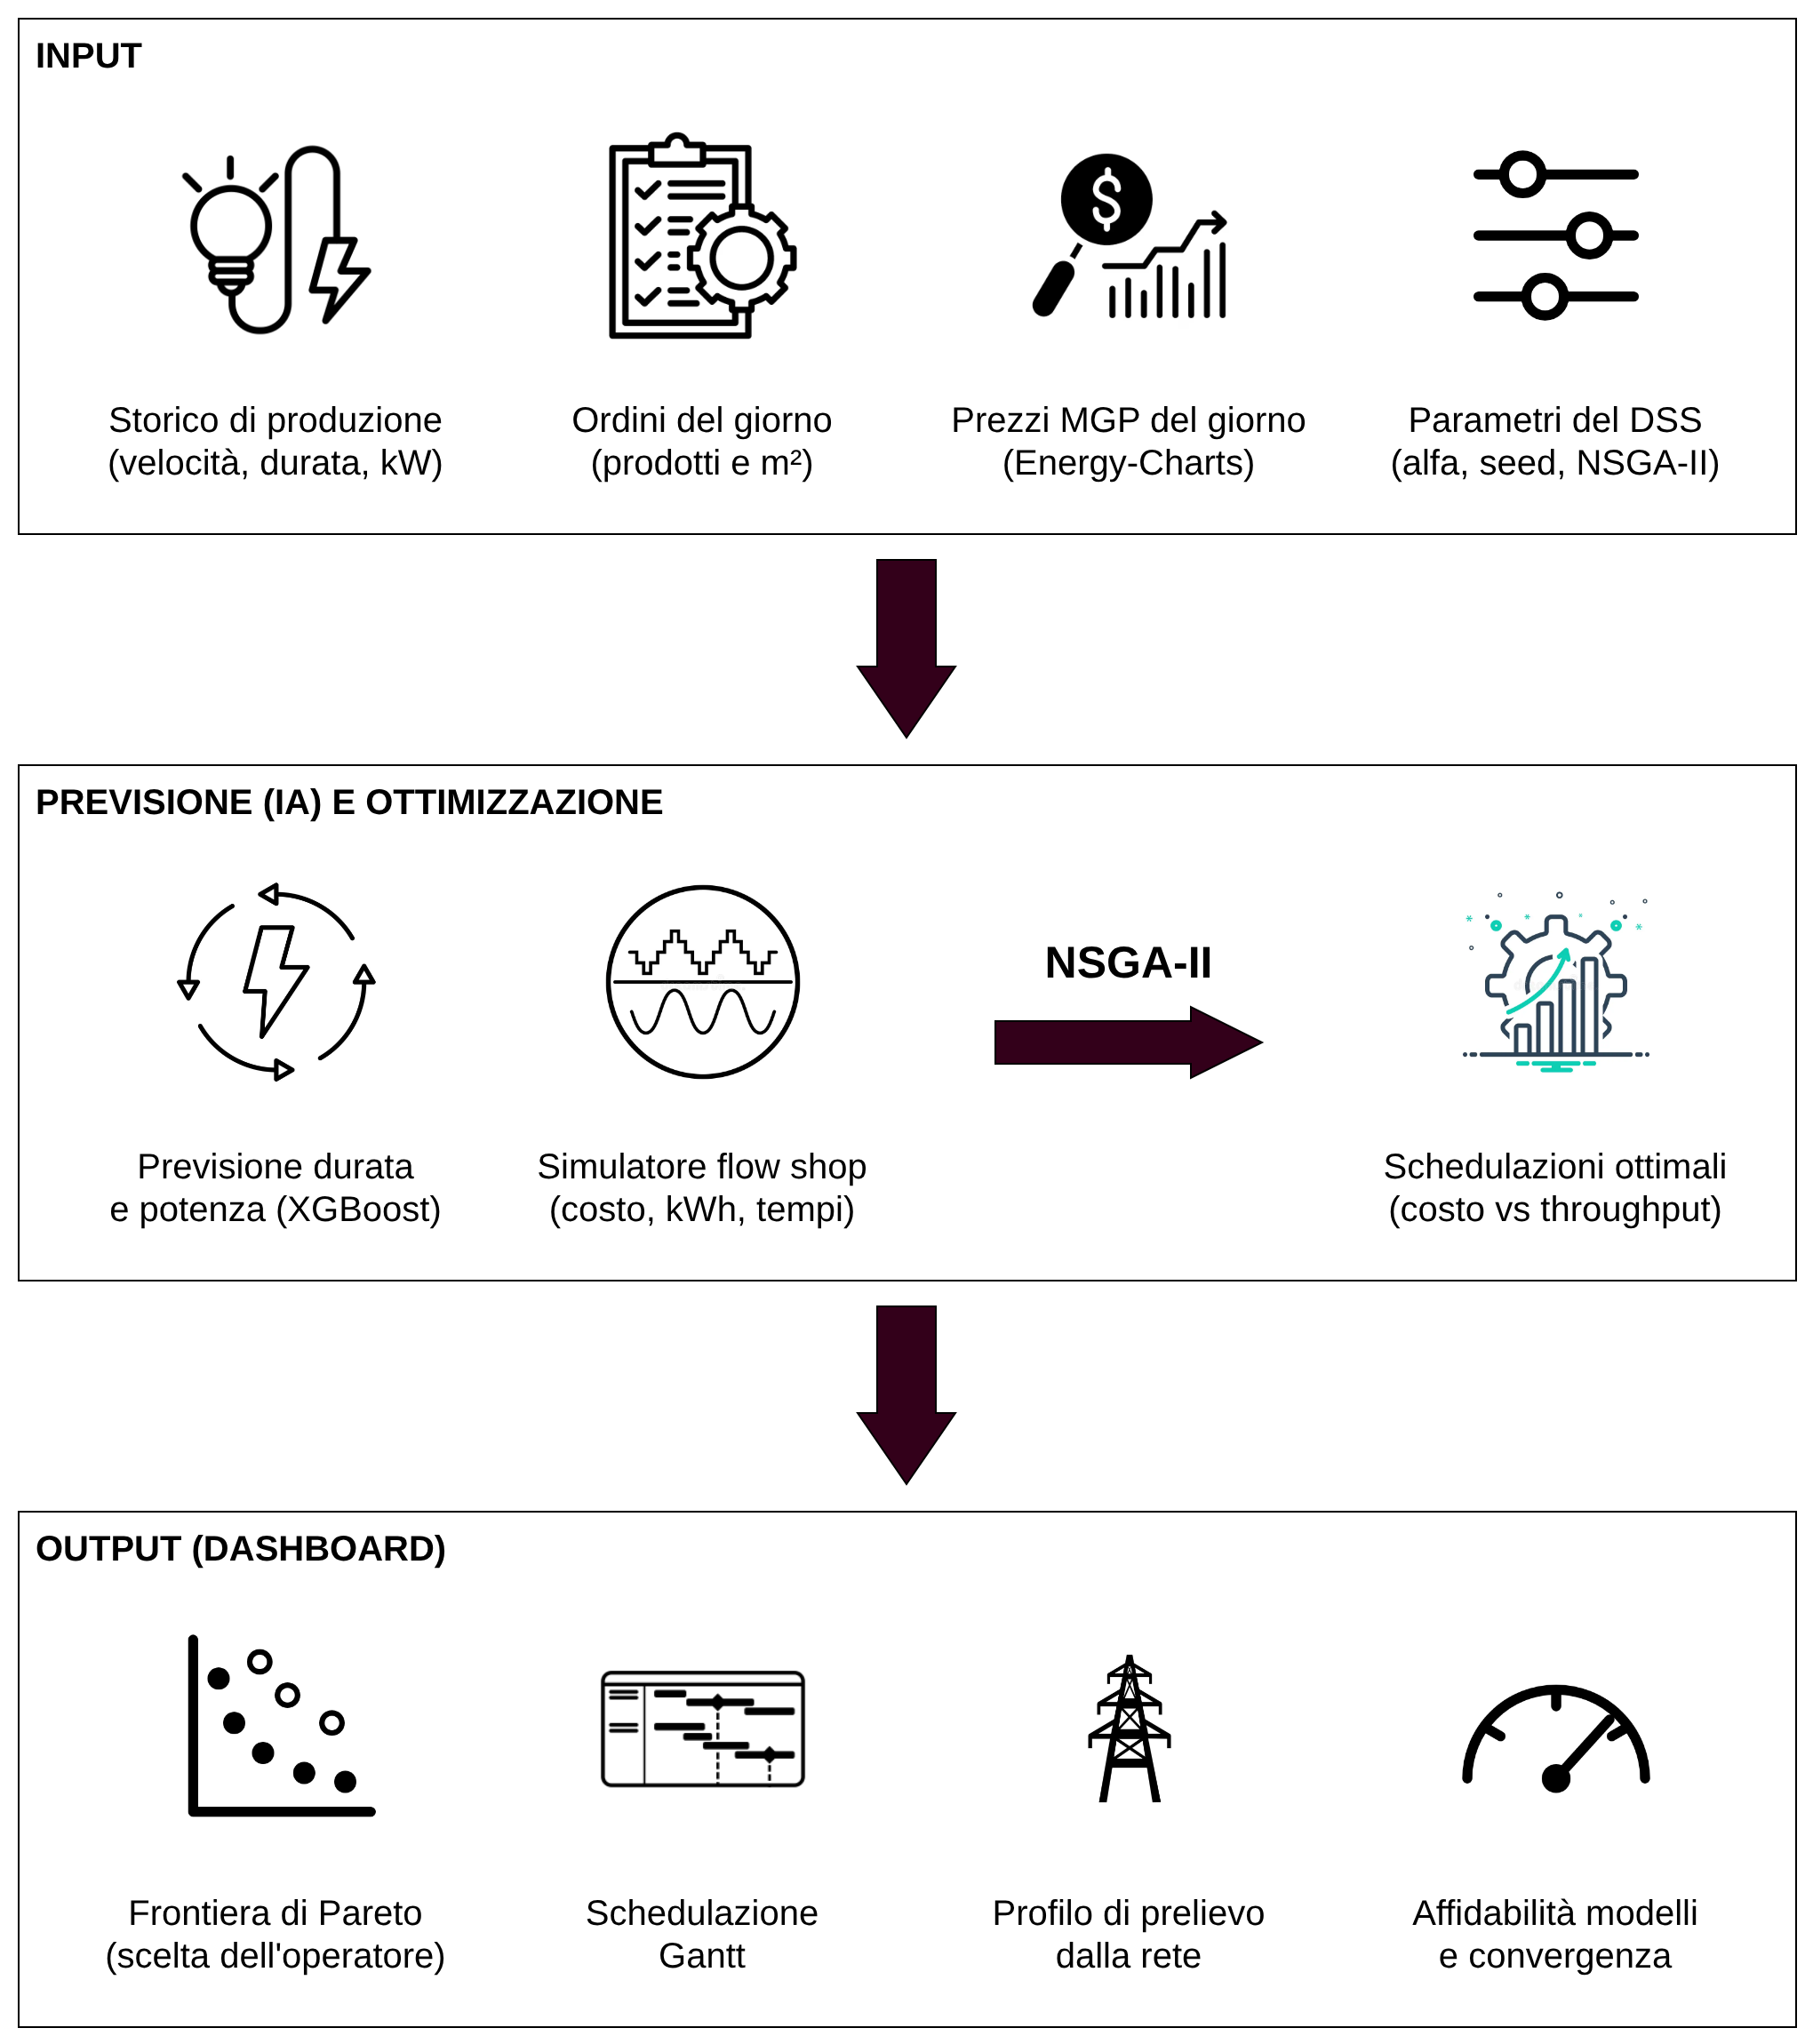 INPUT
Storico di produzione
(velocità, durata, kW)
Ordini del giorno
(prodotti e m²)
Prezzi MGP del giorno
(Energy-Charts)
Parametri del DSS
(alfa, seed, NSGA-II)
PREVISIONE (IA) E OTTIMIZZAZIONE
Previsione durata
e potenza (XGBoost)
Simulatore flow shop
(costo, kWh, tempi)
NSGA-II
Schedulazioni ottimali
(costo vs throughput)
OUTPUT (DASHBOARD)
Frontiera di Pareto
(scelta dell'operatore)
Schedulazione
Gantt
Profilo di prelievo
dalla rete
Affidabilità modelli
e convergenza